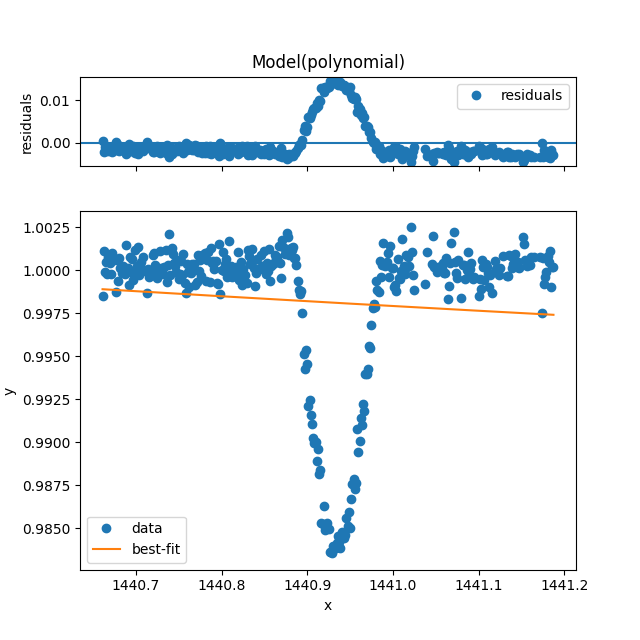 Model(polynomial)
residuals
0.01
0.00
residuals
1.0025
1.0000
0.9975
0.9950
0.9925
0.9900
0.9875
0.9850
y
data
best-fit
1440.7 1440.8 1440.9 1441.0 1441.1 1441.2
x